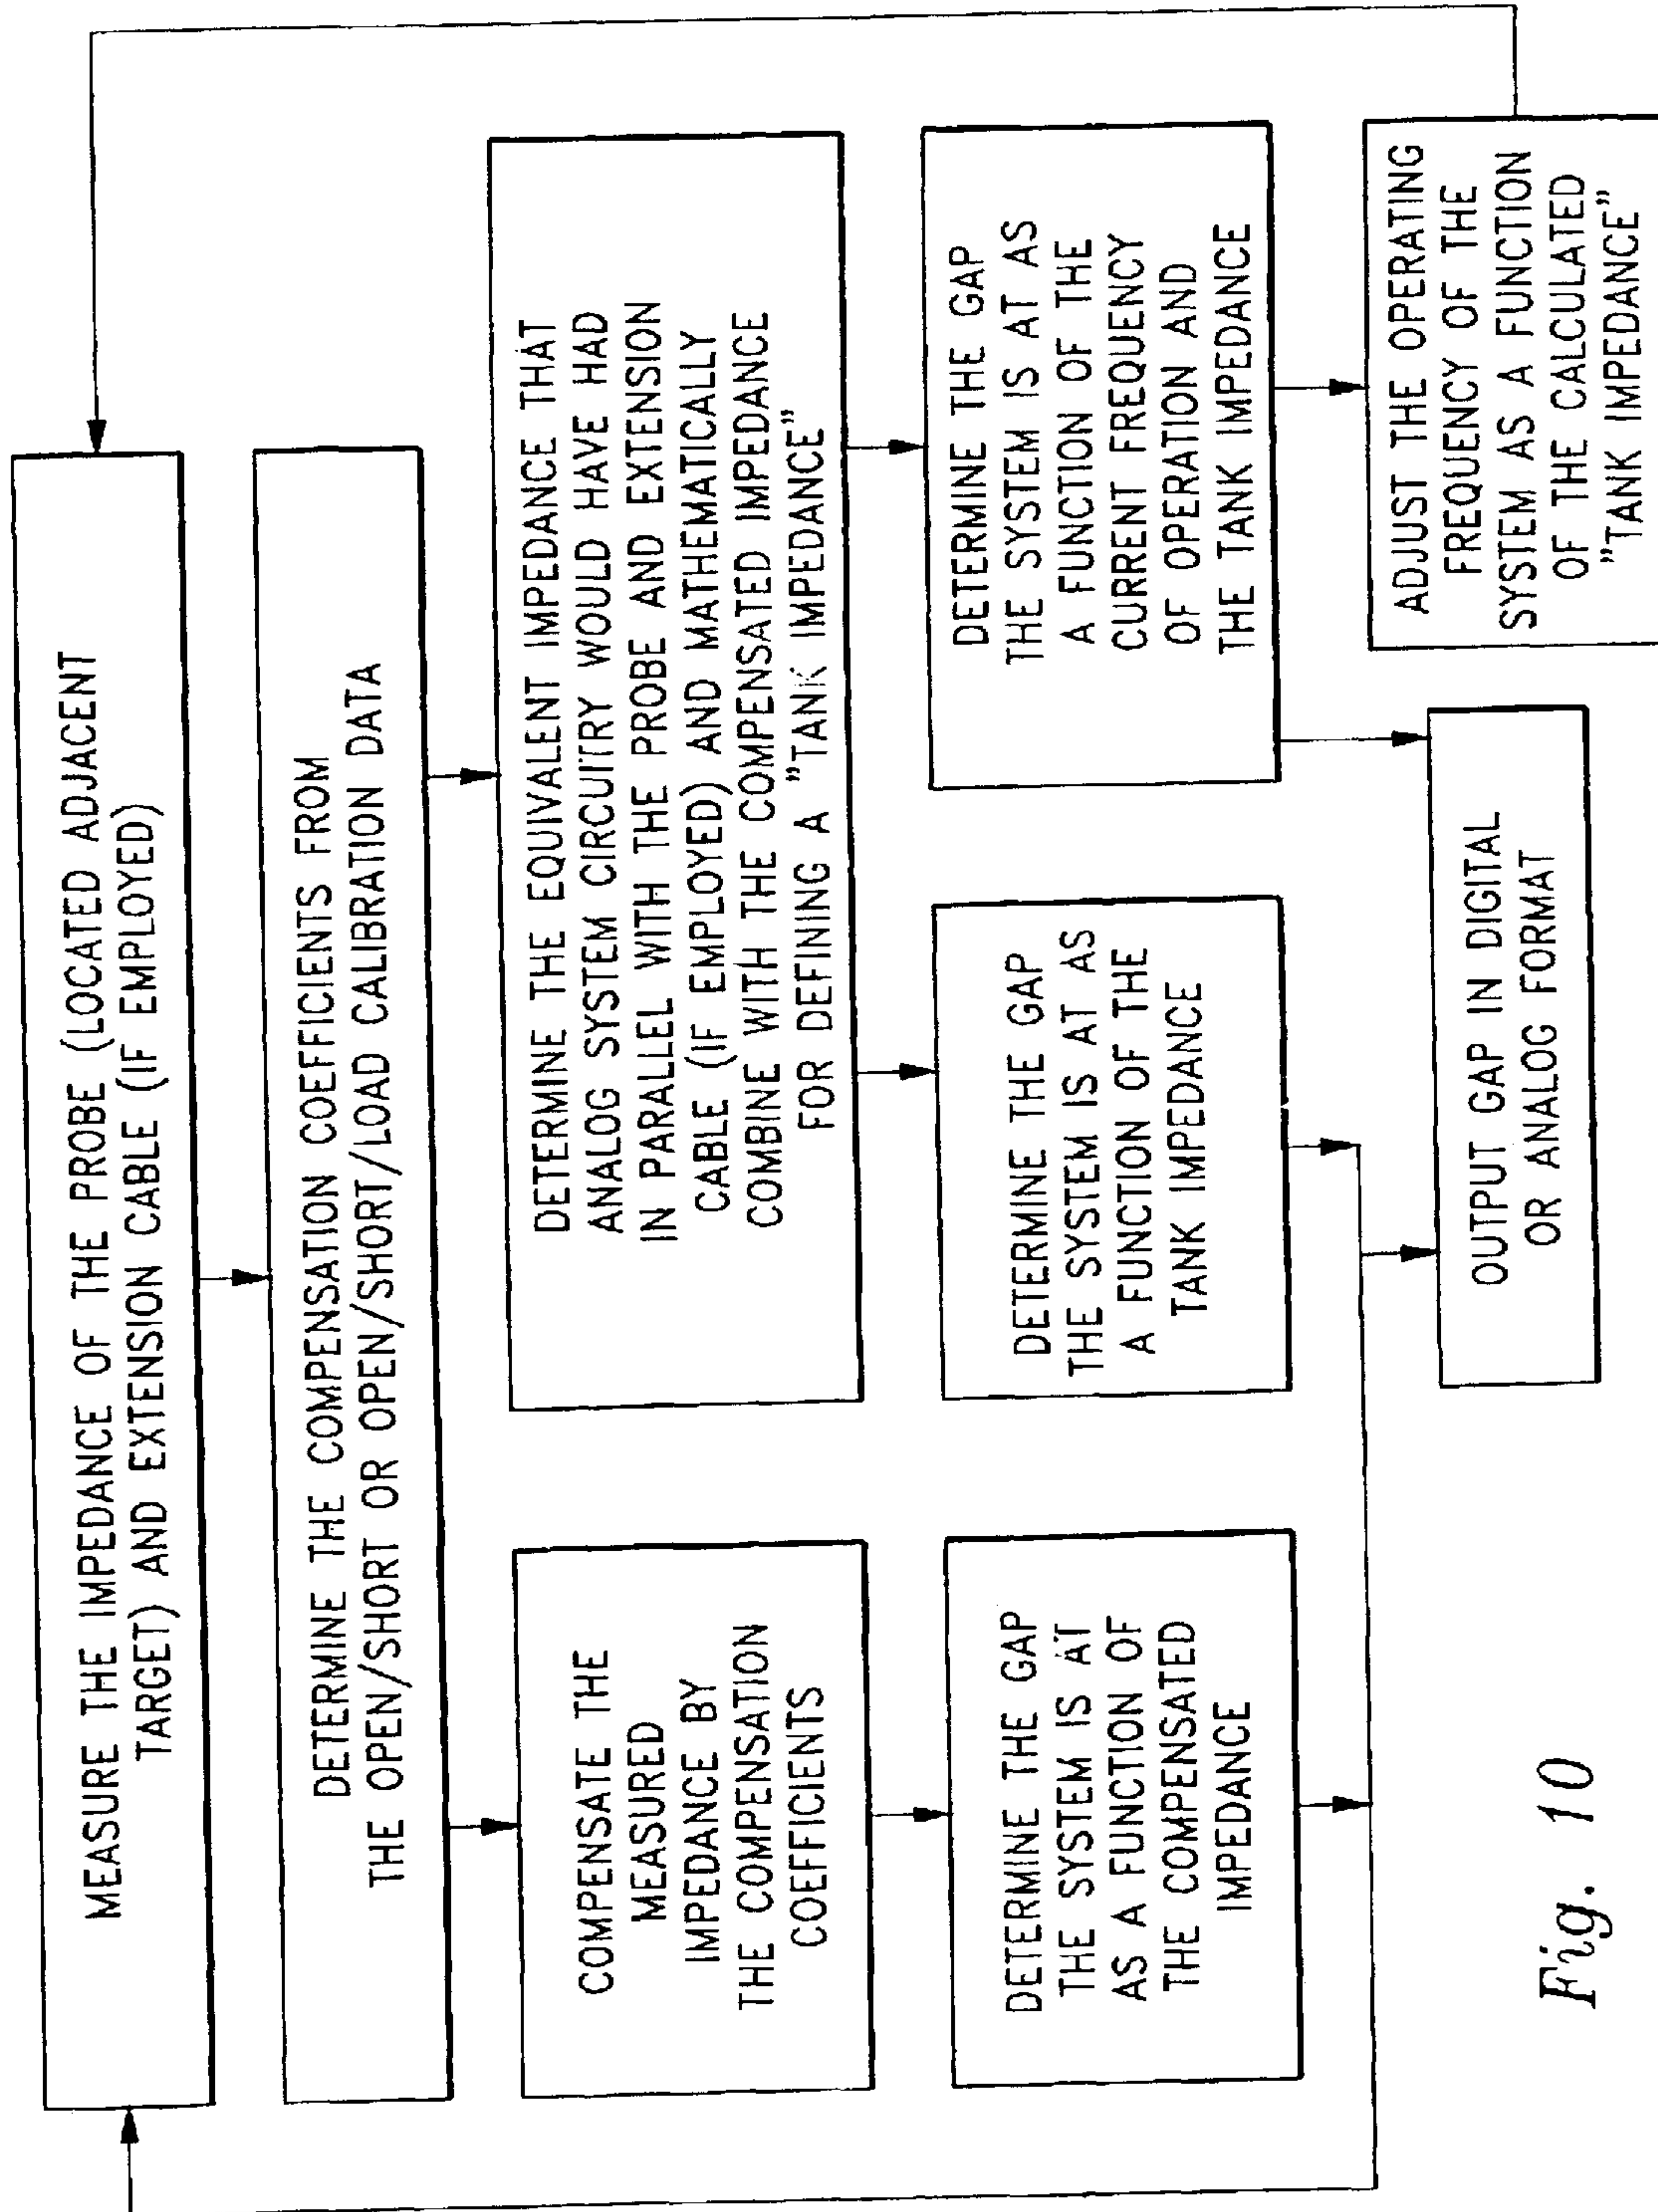 MEASURE THE IMPEDANCE OF THE PROBE (LOCATED ADJACENT
TARGET) AND EXTENSION CABLE (IF EMPLOYED)
DETERMINE THE COMPENSATION COEFFICIENTS FROM
THE OPEN/SHORT OR OPEN/SHORT/LOAD CALIBRATION DATA
COMPENSATE THE
MEASURED
IMPEDANCE BY
THE COMPENSATION
COEFFICIENTS
DETERMINE THE EQUIVALENT IMPEDANCE THAT
ANALOG SYSTEM CIRCUITRY WOULD HAVE HAD
IN PARALLEL WITH THE PROBE AND EXTENSION
CABLE (IF EMPLOYED) AND MATHEMATICALLY
COMBINE WITH THE COMPENSATED IMPEDANCE
FOR DEFINING A "TANK IMPEDANCE"
DETERMINE THE GAP
THE SYSTEM IS AT
AS A FUNCTION OF
THE COMPENSATED
IMPEDANCE
DETERMINE THE GAP
THE SYSTEM IS AT AS
A FUNCTION OF THE
TANK IMPEDANCE
DETERMINE THE GAP
THE SYSTEM IS AT AS
A FUNCTION OF THE
CURRENT FREQUENCY
OF OPERATION AND
THE TANK IMPEDANCE
OUTPUT GAP IN DIGITAL
OR ANALOG FORMAT
ADJUST THE OPERATING
FREQUENCY OF THE
SYSTEM AS A FUNCTION
OF THE CALCULATED
"TANK IMPEDANCE"
Fig. 10